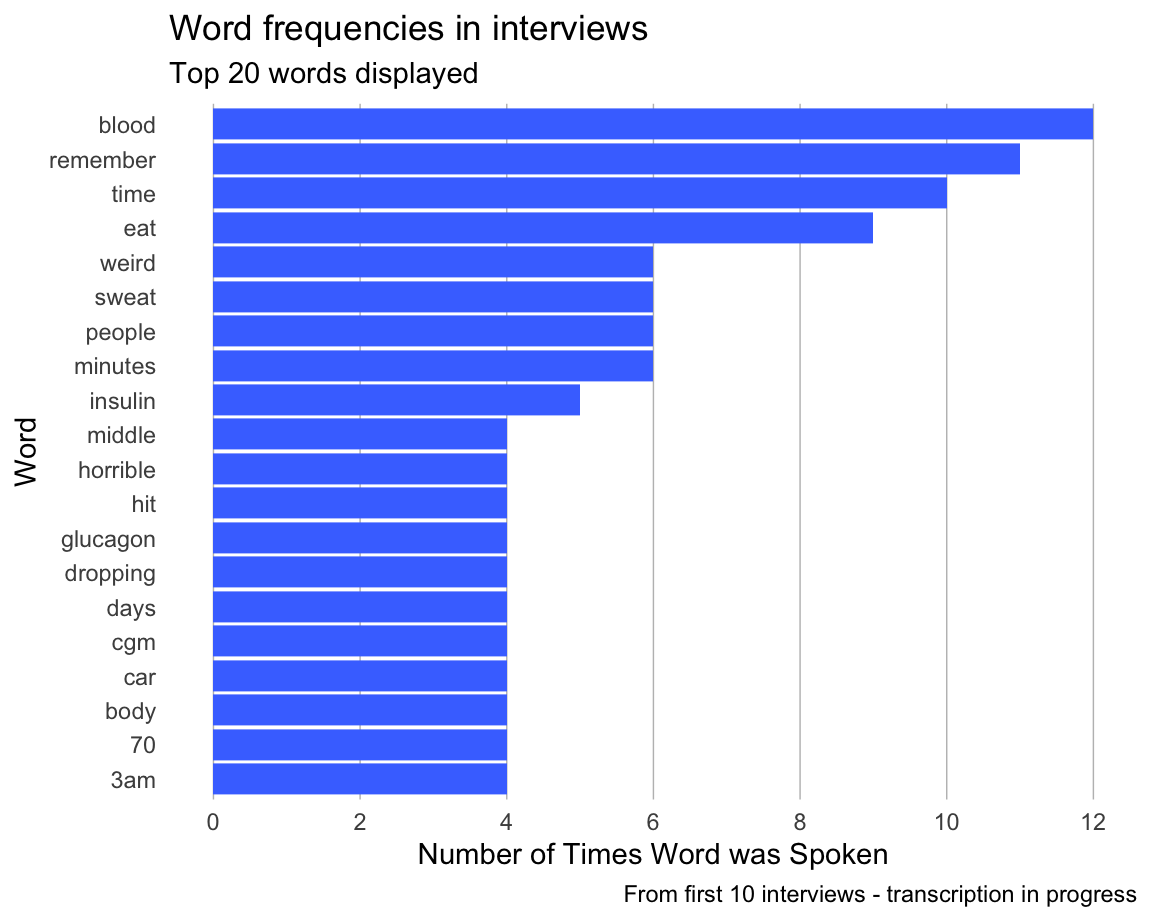 Word frequencies in interviews
Top 20 words displayed
blood
remember
time
eat
weird
sweat
people
minutes
insulin
middle
horrible
hit
glucagon
dropping
days
cgm
car
body
70
3am
Word
0 2 4 6 8 10 12
Number of Times Word was Spoken
From first 10 interviews - transcription in progress